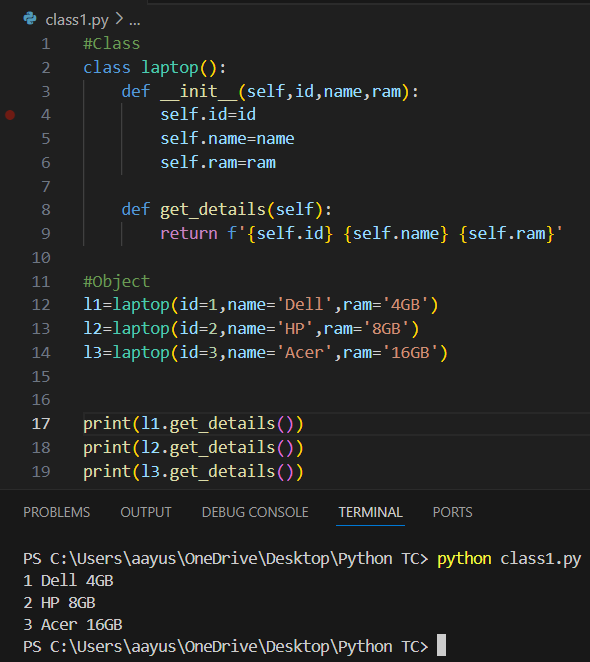 class1.py > ...
1 #Class
2 class laptop():
3     def __init__(self,id,name,ram):
4         self.id=id
5         self.name=name
6         self.ram=ram
7
8     def get_details(self):
9         return f'{self.id} {self.name} {self.ram}'
10
11 #Object
12 l1=laptop(id=1,name='Dell',ram='4GB')
13 l2=laptop(id=2,name='HP',ram='8GB')
14 l3=laptop(id=3,name='Acer',ram='16GB')
15
16
17 print(l1.get_details())
18 print(l2.get_details())
19 print(l3.get_details())
PROBLEMS OUTPUT DEBUG CONSOLE TERMINAL PORTS
PS C:\Users\aayus\OneDrive\Desktop\Python TC> python class1.py
1 Dell 4GB
2 HP 8GB
3 Acer 16GB
PS C:\Users\aayus\OneDrive\Desktop\Python TC>